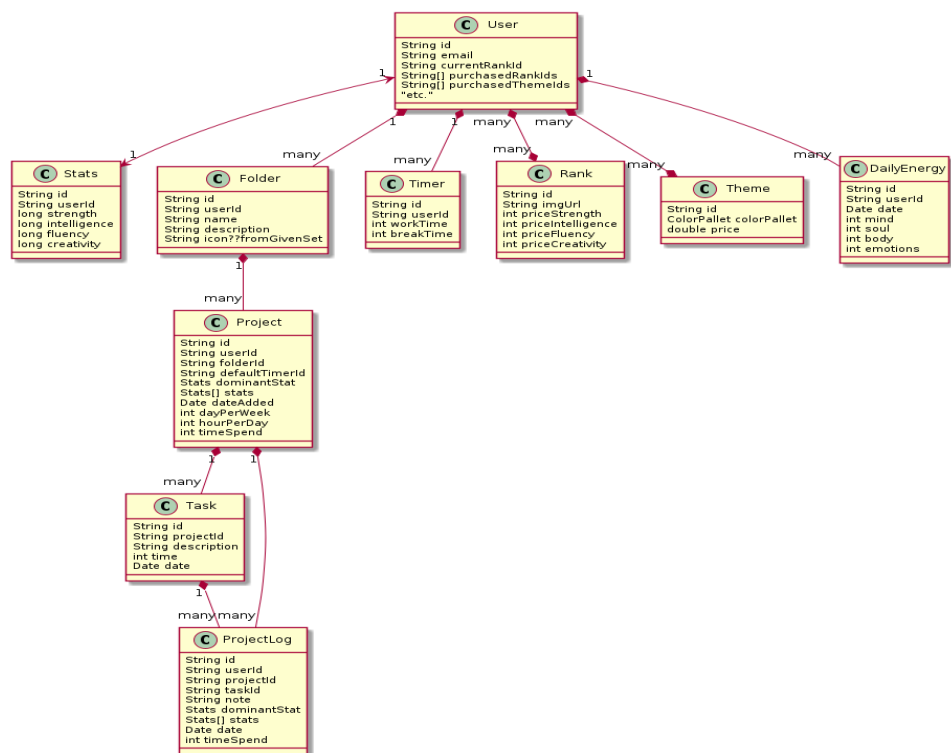 C User
String id
String email
String currentRankId
String[] purchasedRankIds
String[] purchasedThemeIds
"etc."
1
1
1
1
many
many
1
1
many
many
many
many
many
C Stats
String id
String userId
long strength
long intelligence
long fluency
long creativity
C Folder
String id
String userId
String name
String description
String icon??fromGivenSet
C Timer
String id
String userId
int workTime
int breakTime
C Rank
String id
String imgUrl
int priceStrength
int priceIntelligence
int priceFluency
int priceCreativity
C Theme
String id
ColorPallet colorPallet
double price
C DailyEnergy
String id
String userId
Date date
int mind
int soul
int body
int emotions
1
many
C Project
String id
String userId
String folderId
String defaultTimerId
Stats dominantStat
Stats[] stats
Date dateAdded
int dayPerWeek
int hourPerDay
int timeSpend
1
1
many
C Task
String id
String projectId
String description
int time
Date date
1
many
many
C ProjectLog
String id
String userId
String projectId
String taskId
String note
Stats dominantStat
Stats[] stats
Date date
int timeSpend